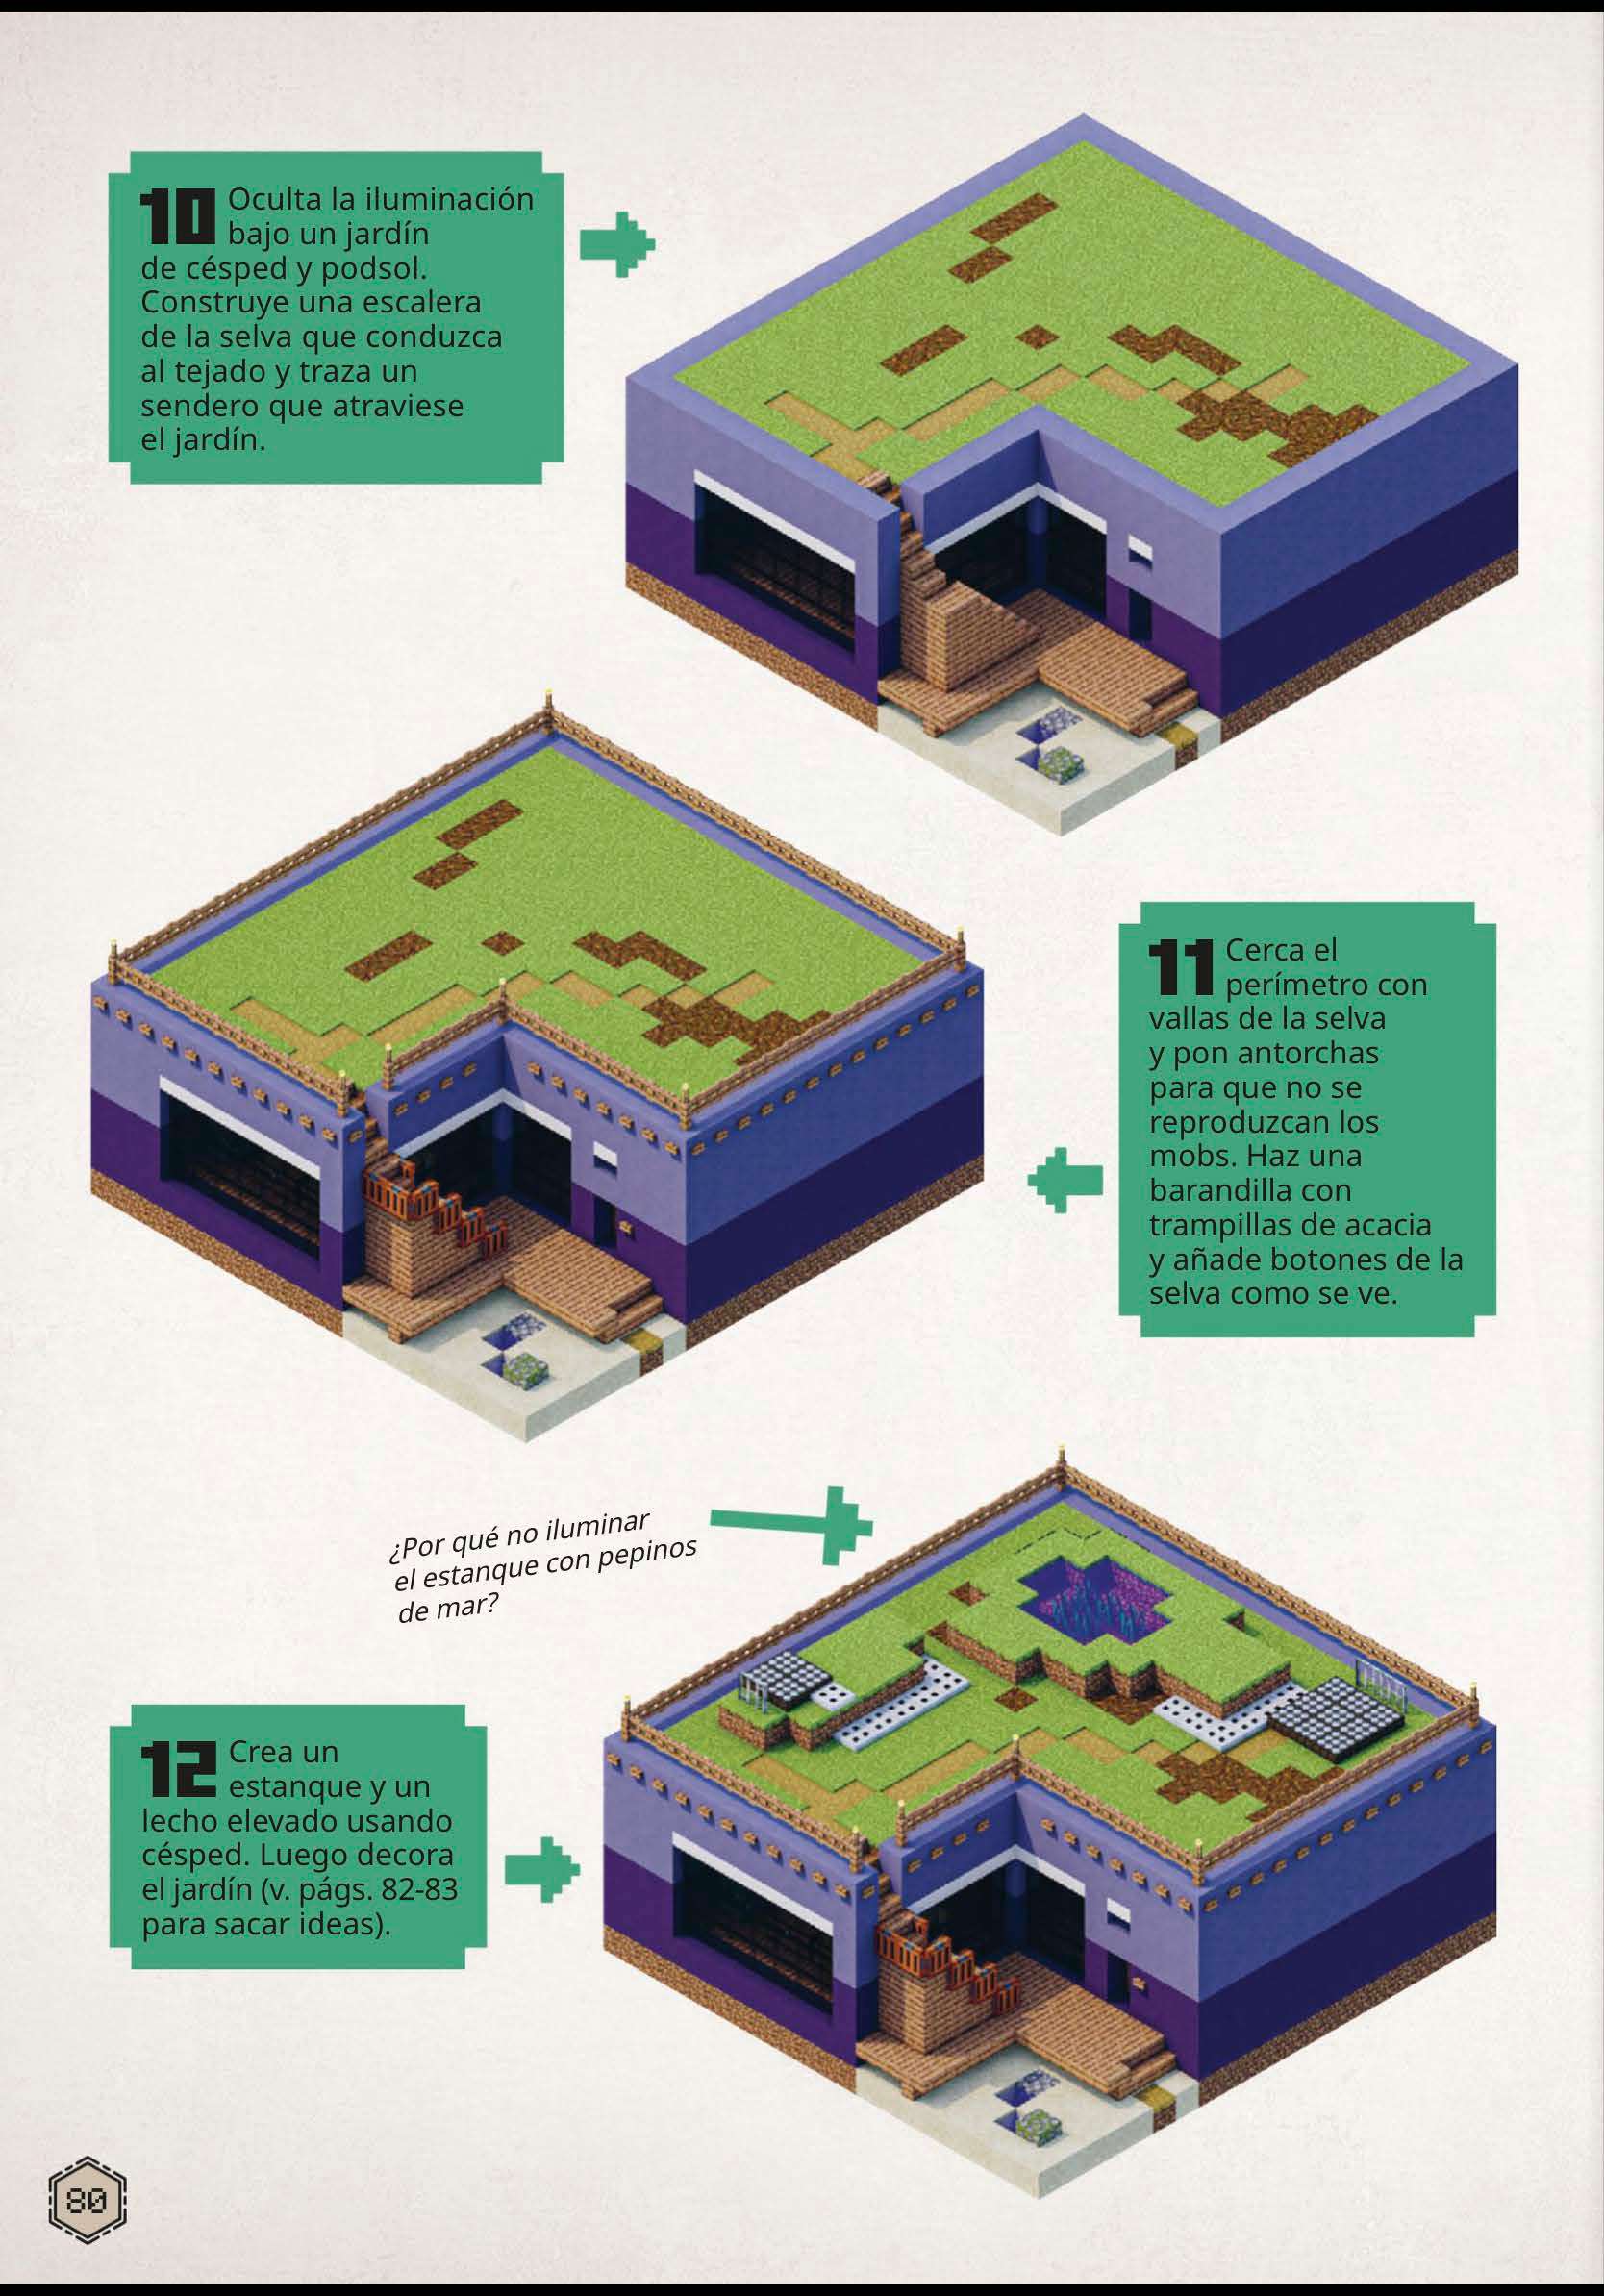 10 Oculta la iluminación
bajo un jardín
de césped y podsol.
Construye una escalera
de la selva que conduzca
al tejado y traza un
sendero que atraviese
el jardín.
11 Cerca el
perímetro con
vallas de la selva
y pon antorchas
para que no se
reproduzcan los
mobs. Haz una
barandilla con
trampillas de acacia
y añade botones de la
selva como se ve.
¿Por qué no iluminar
el estanque con pepinos
de mar?
12 Crea un
estanque y un
lecho elevado usando
césped. Luego decora
el jardín (v. págs. 82-83
para sacar ideas).
80